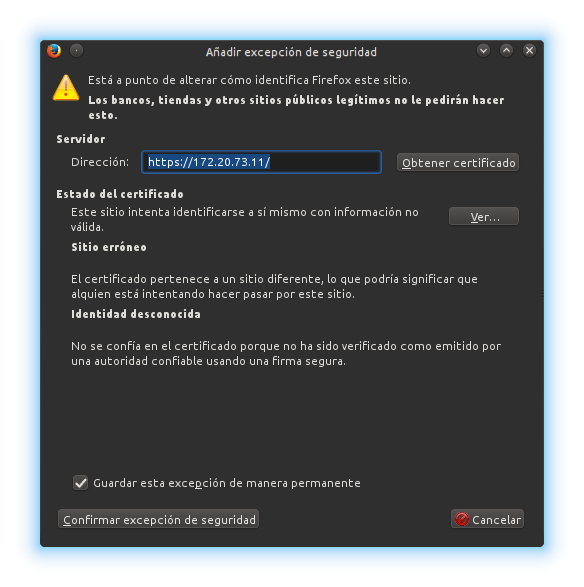 Añadir excepción de seguridad
Está a punto de alterar cómo identifica Firefox este sitio.
Los bancos, tiendas y otros sitios públicos legítimos no le pedirán hacer
esto.
Servidor
Dirección: https://172.20.73.11/ Obtener certificado
Estado del certificado
Este sitio intenta identificarse a sí mismo con información no
válida.
Ver...
Sitio erróneo
El certificado pertenece a un sitio diferente, lo que podría significar que
alguien está intentando hacer pasar por este sitio.
Identidad desconocida
No se confía en el certificado porque no ha sido verificado como emitido por
una autoridad confiable usando una firma segura.
Guardar esta excepción de manera permanente
Confirmar excepción de seguridad Cancelar